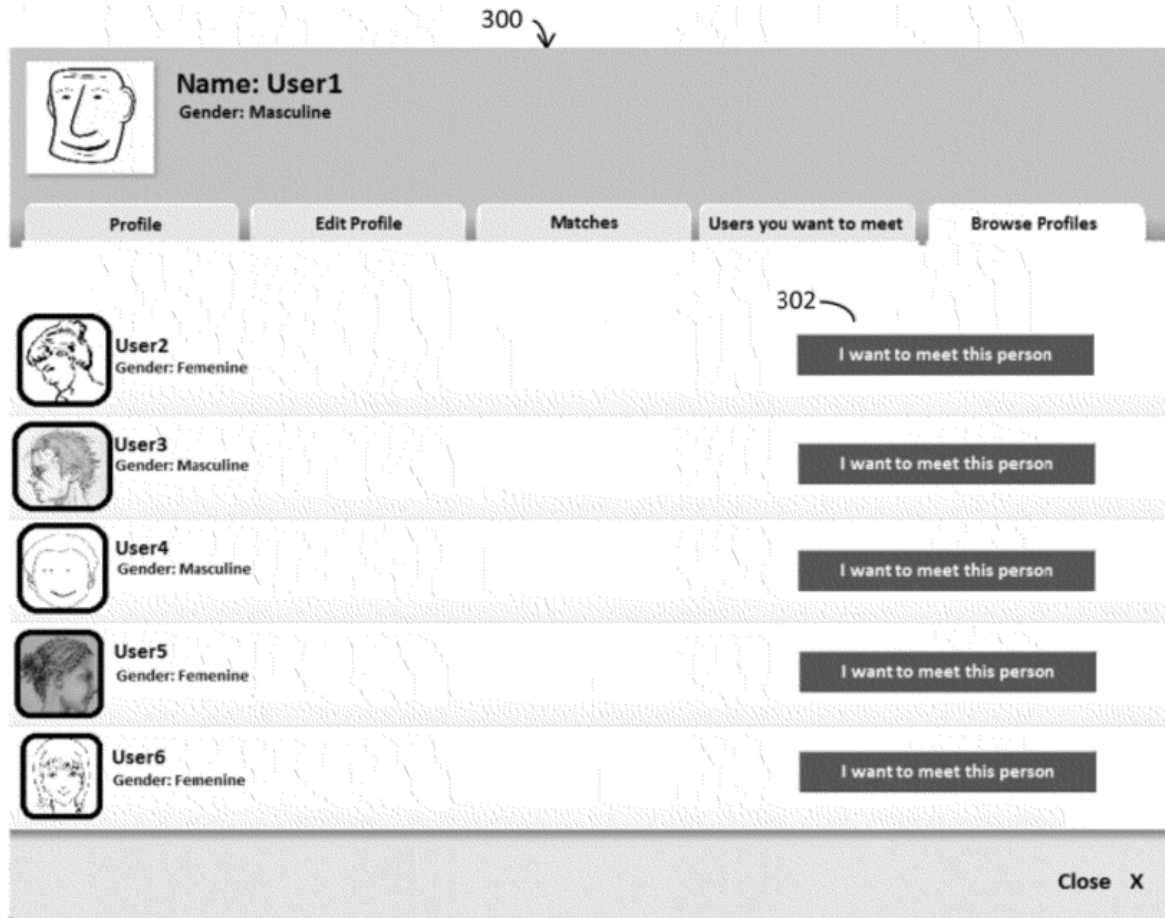 300
Name: User1
Gender: Masculine
Profile Edit Profile Matches Users you want to meet Browse Profiles
302
User2
Gender: Femenine
I want to meet this person
User3
Gender: Masculine
I want to meet this person
User4
Gender: Masculine
I want to meet this person
User5
Gender: Femenine
I want to meet this person
User6
Gender: Femenine
I want to meet this person
Close X